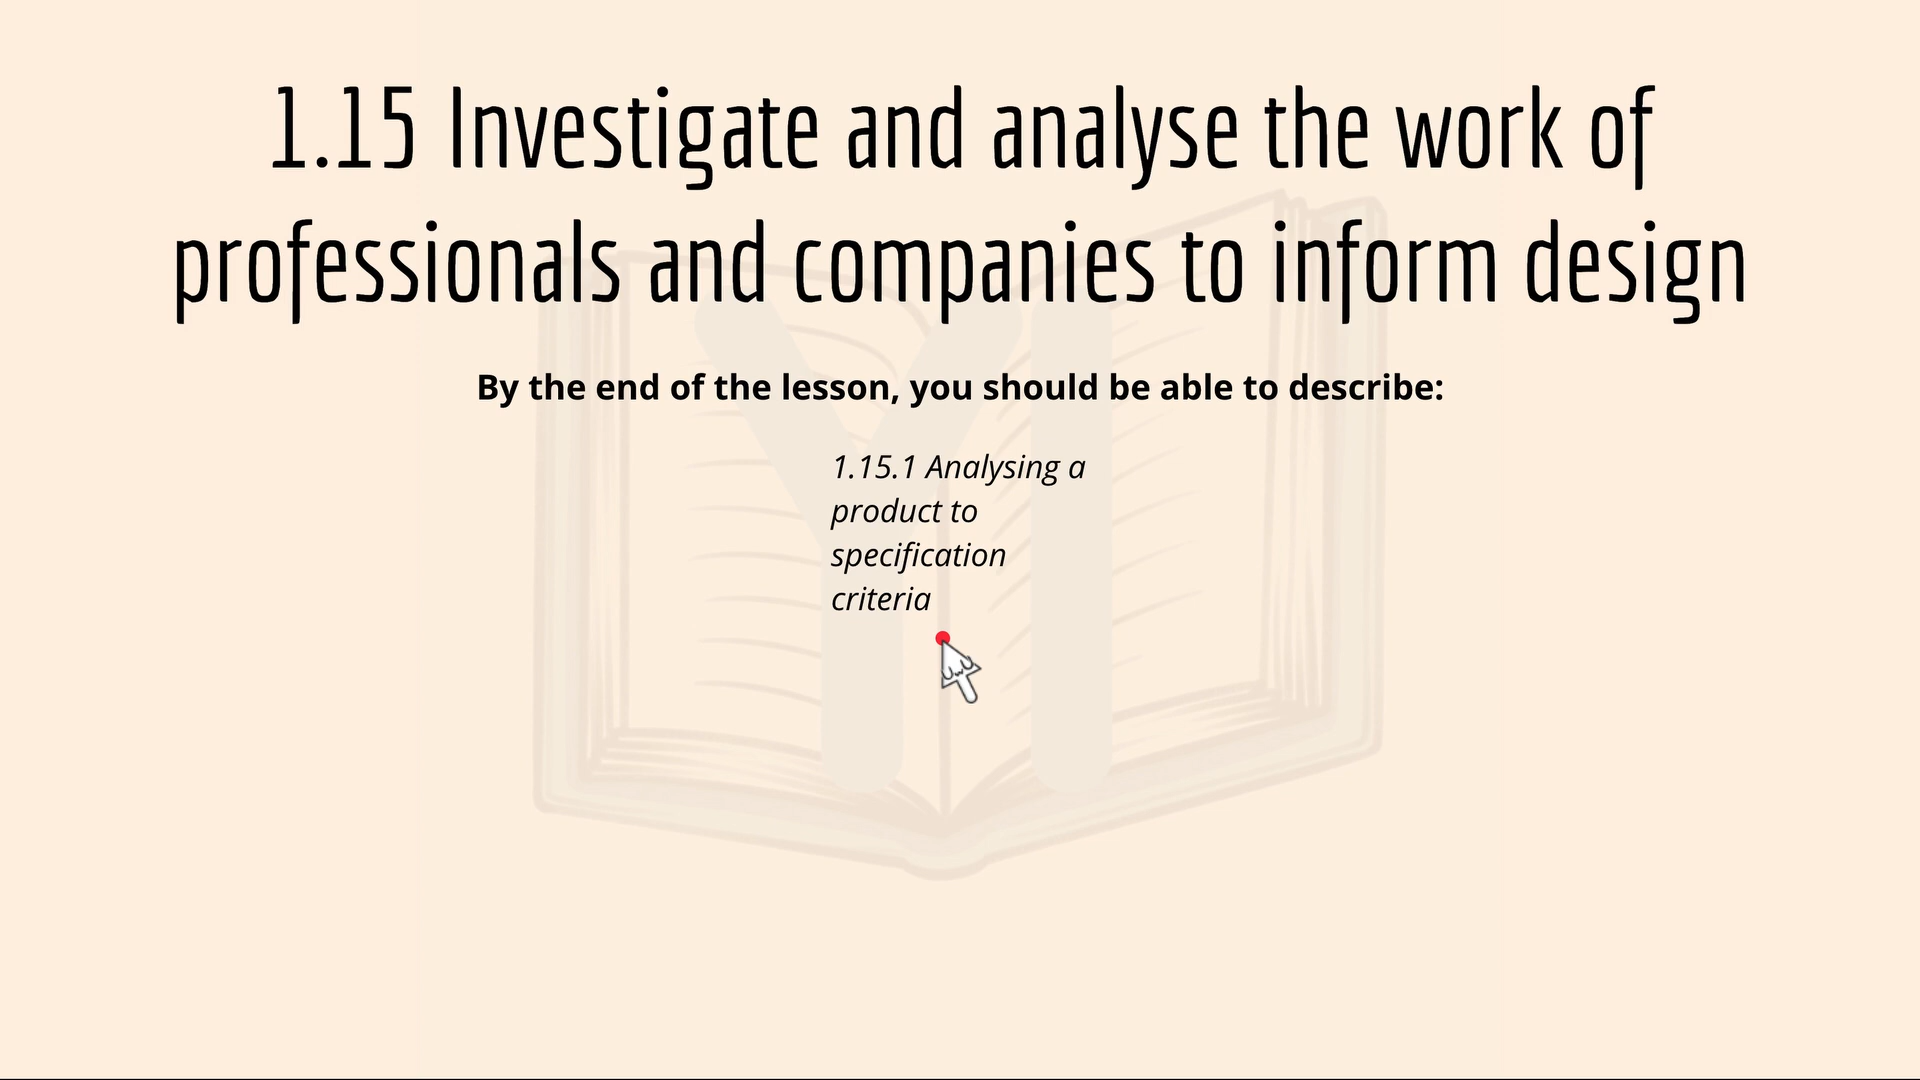 1.15 Investigate and analyse the work of
professionals and companies to inform design
By the end of the lesson, you should be able to describe:
1.15.1 Analysing a
product to
specification
criteria
YI